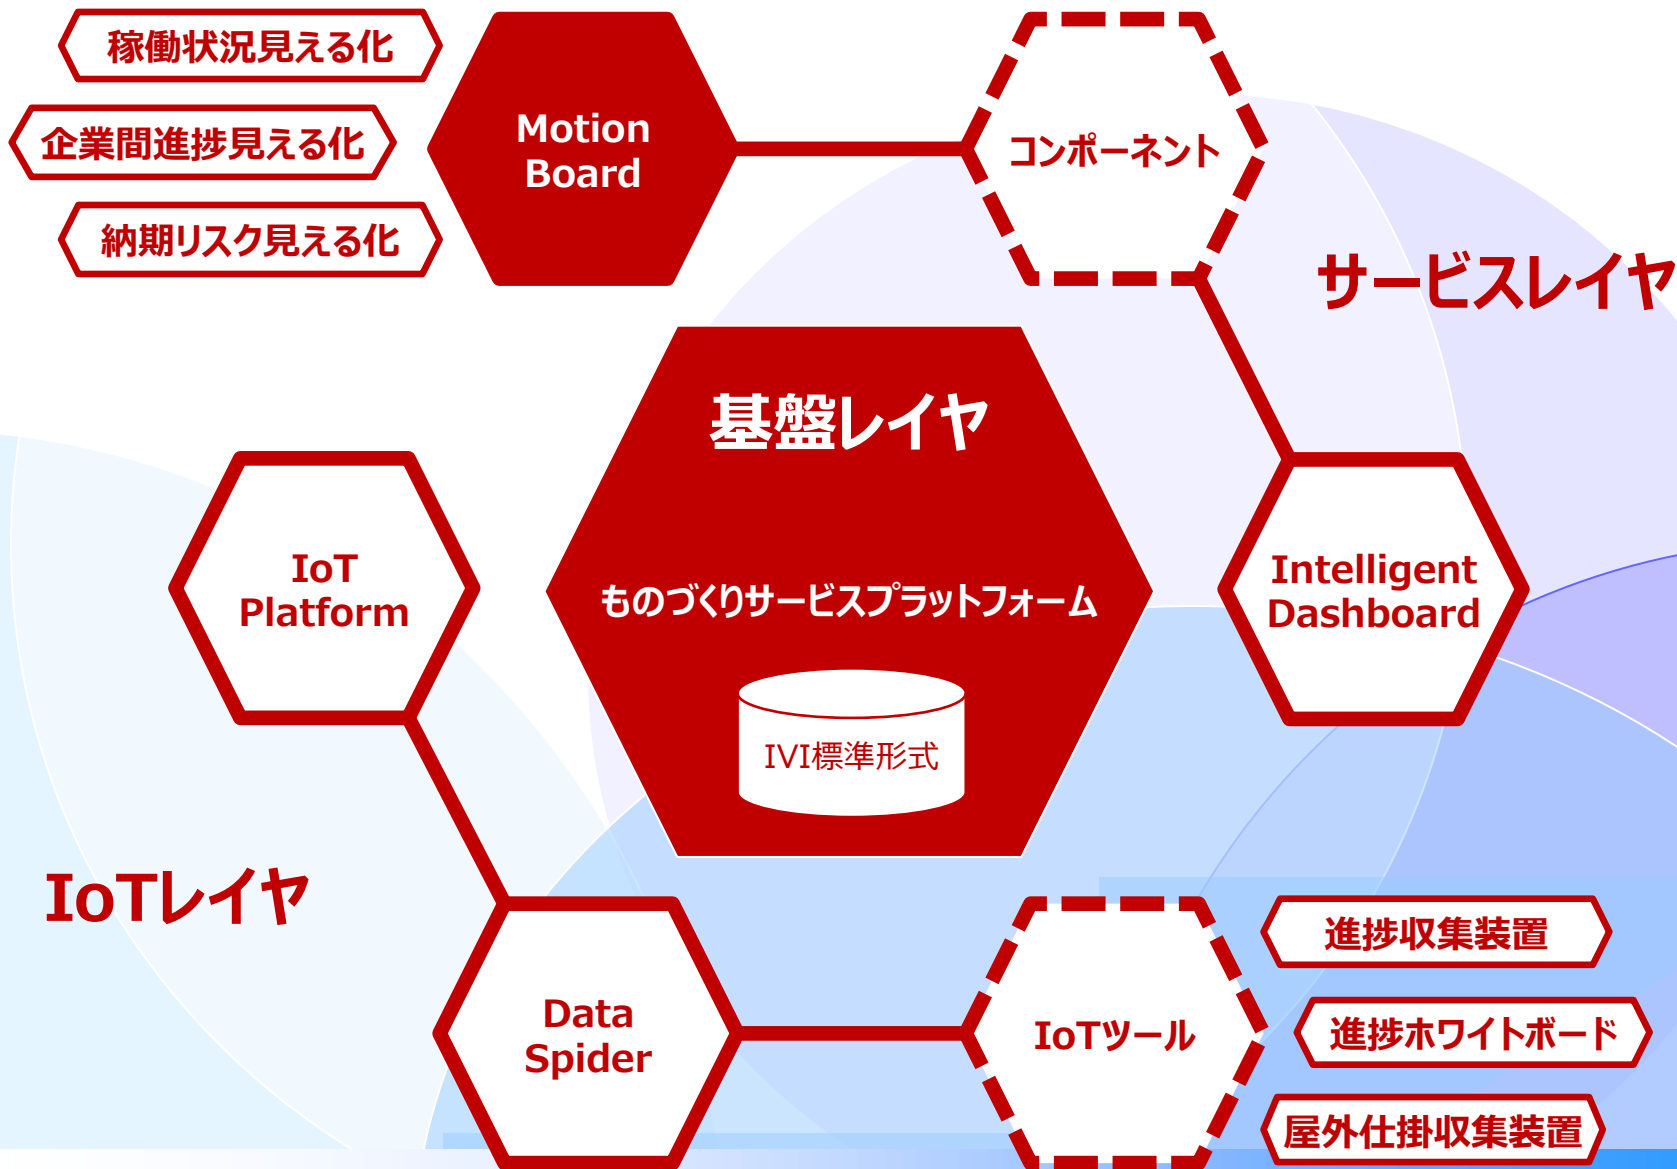 稼働状況見える化
企業間進捗見える化
納期リスク見える化
Motion
Board
コンポーネント
サービスレイヤ
基盤レイヤ
ものづくりサービスプラットフォーム
IVI標準形式
IoT
Platform
Intelligent
Dashboard
IoTレイヤ
Data
Spider
IoTツール
進捗収集装置
進捗ホワイトボード
屋外仕掛収集装置